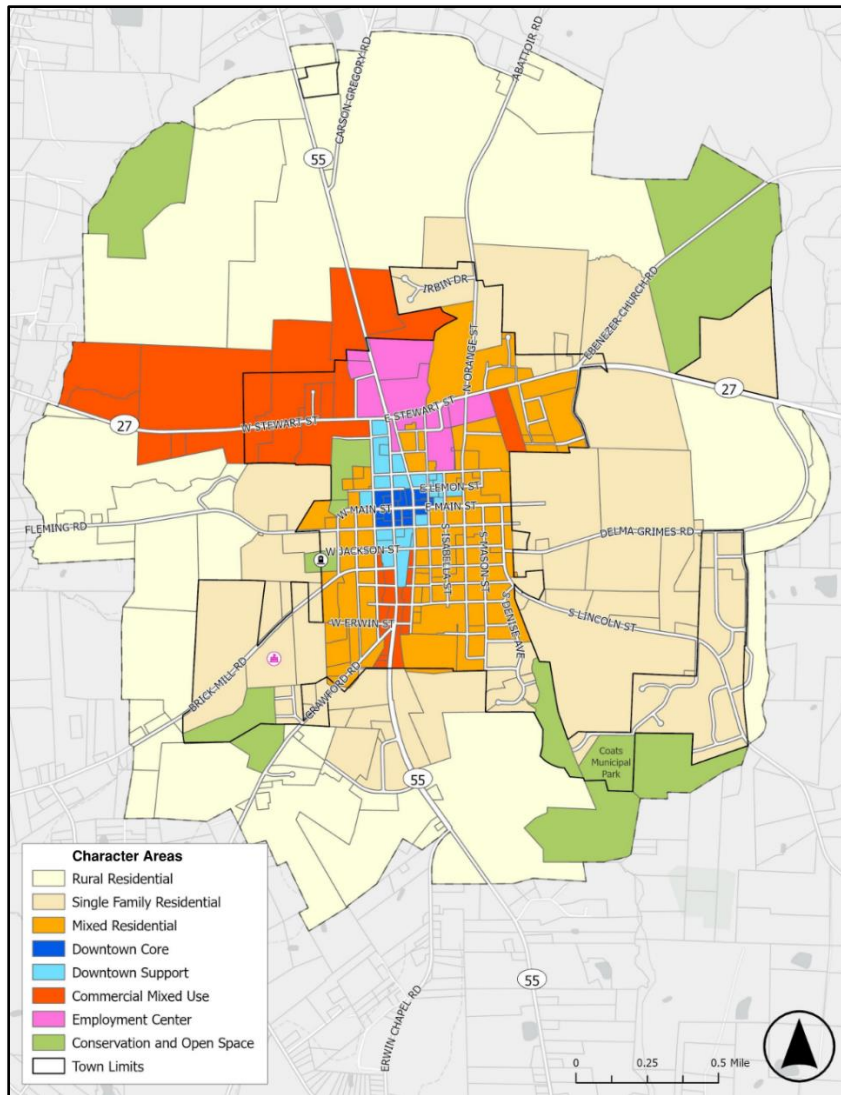 CARSON GREGORY RD
ABATTOIR RD
55
IRBIN DR
EBENEZER CHURCH RD
N ORANGE ST
27
E STEWART ST
W STEWART ST
27
E LEMON ST
W MAIN ST
E MAIN ST
FLEMING RD
DELMA GRIMES RD
W JACKSON ST
S ISABELLA ST
S MASON ST
S DENISE AVE
S LINCOLN ST
W ERWIN ST
BRICK MILL RD
CRAWFORD RD
55
Coats
Municipal
Park
Character Areas
Rural Residential
Single Family Residential
Mixed Residential
Downtown Core
Downtown Support
Commercial Mixed Use
Employment Center
Conservation and Open Space
Town Limits
55
ERWIN CHAPEL RD
0 0.25 0.5 Mile